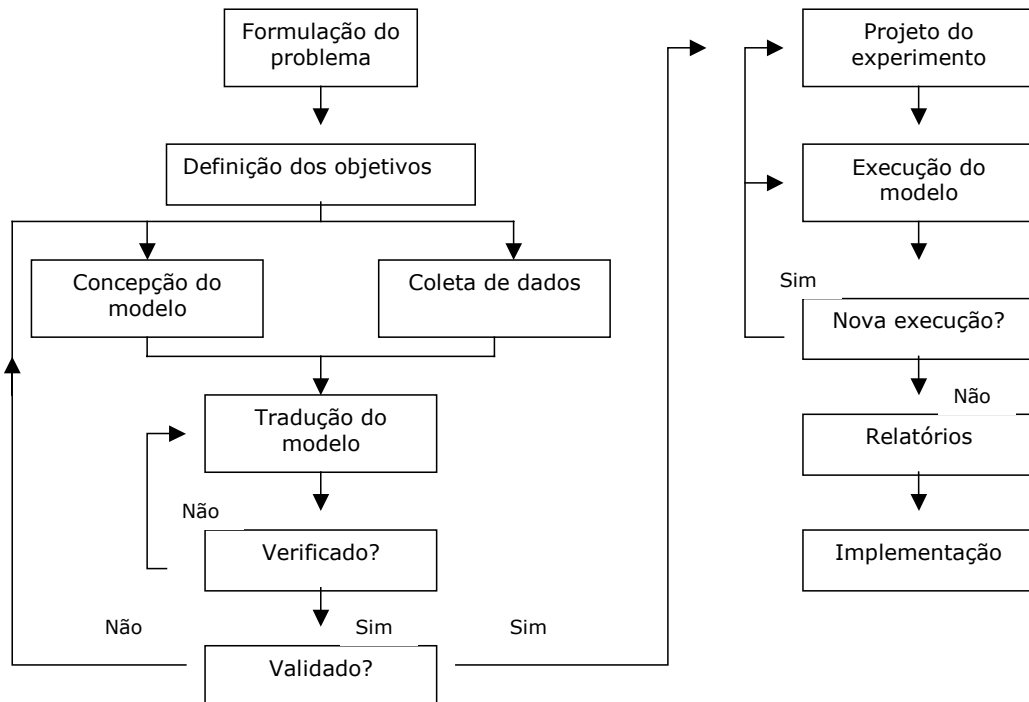 Formulação do
problema
Definição dos objetivos
Concepção do
modelo
Coleta de dados
Tradução do
modelo
Não
Verificado?
Não
Sim
Sim
Validado?
Projeto do
experimento
Execução do
modelo
Sim
Nova execução?
Não
Relatórios
Implementação